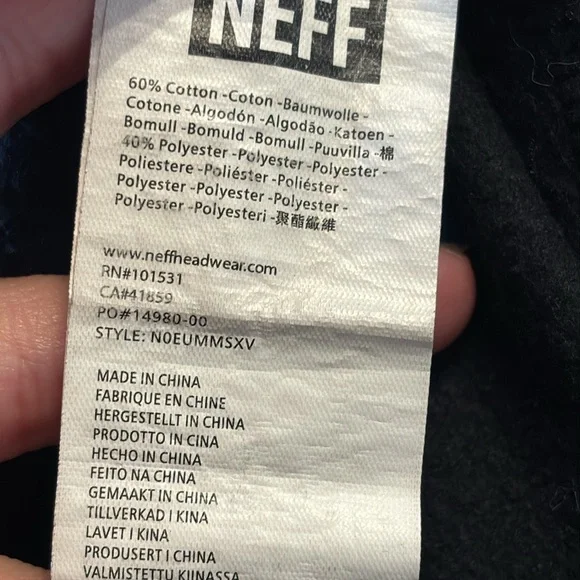 NEFF
60% Cotton -Coton -Baumwolle -
Cotone -Algodón -Algodão -Katoen -
Bomull -Bomuld -Bomull -Puuvilla -棉
40% Polyester -Polyester -Polyester -
Poliestere -Poliéster -Poliéster -
Polyester -Polyester -Polyester -
Polyester -Polyesteri -聚酯纖維
www.neffheadwear.com
RN#101531
CA#41859
PO#14980-00
STYLE: N0EUMMSXV
MADE IN CHINA
FABRIQUE EN CHINE
HERGESTELLT IN CHINA
PRODOTTO IN CINA
HECHO IN CHINA
FEITO NA CHINA
GEMAAKT IN CHINA
TILLVERKAD I KINA
LAVET I KINA
PRODUSERT I CHINA
VALMISTETTU KIINASSA